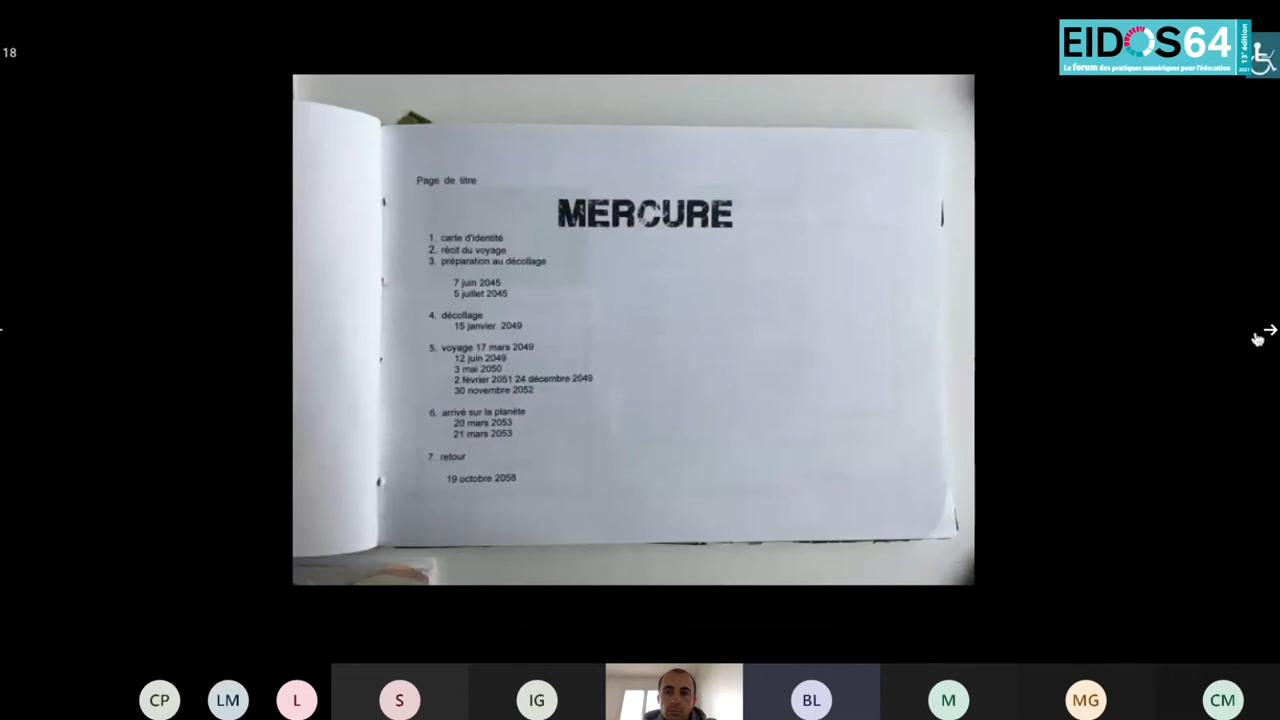 EIDOS64
13e édition
2021
Le forum des pratiques numériques pour l'éducation
18
Page de titre
MERCURE
1. carte d'identité
2. récit du voyage
3. préparation au décollage
7 juin 2045
5 juillet 2045
4. décollage
15 janvier 2049
5. voyage 17 mars 2049
12 juin 2049
3 mai 2050
2 février 2051 24 décembre 2049
30 novembre 2052
6. arrivé sur la planète
20 mars 2053
21 mars 2053
7. retour
19 octobre 2058
CP LM L S IG BL M MG CM